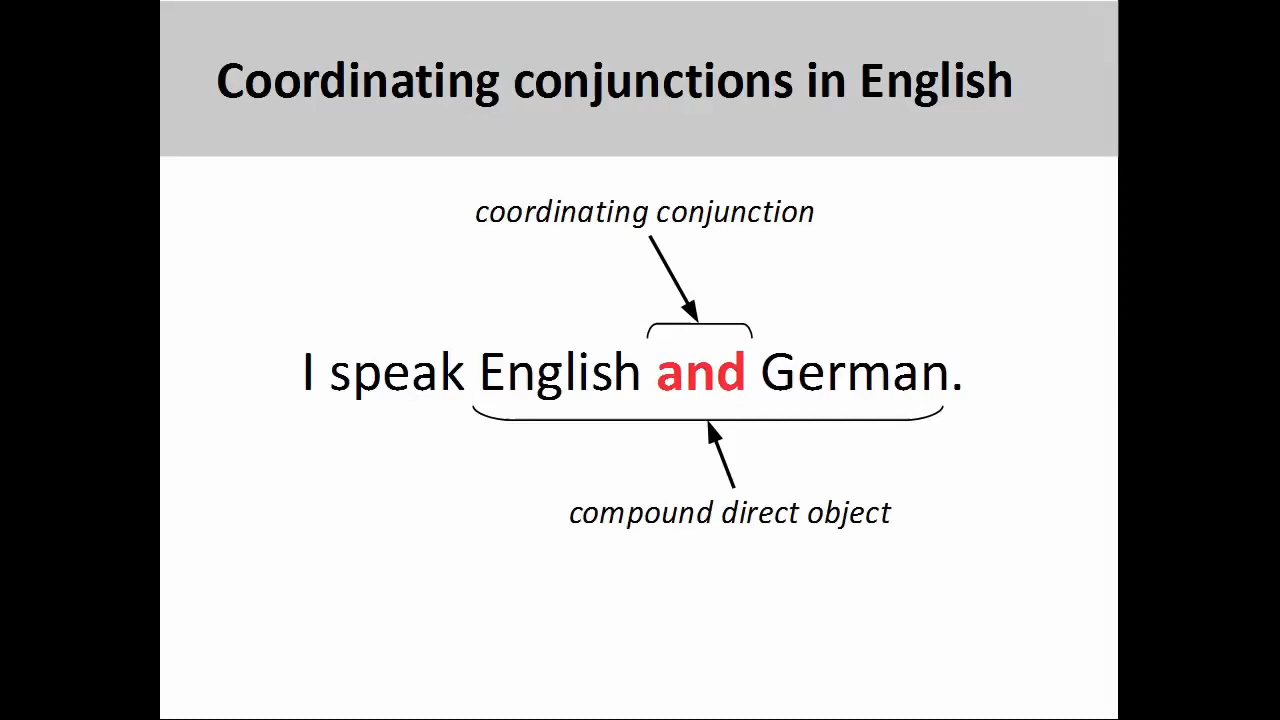 Coordinating conjunctions in English
coordinating conjunction
I speak English and German.
compound direct object